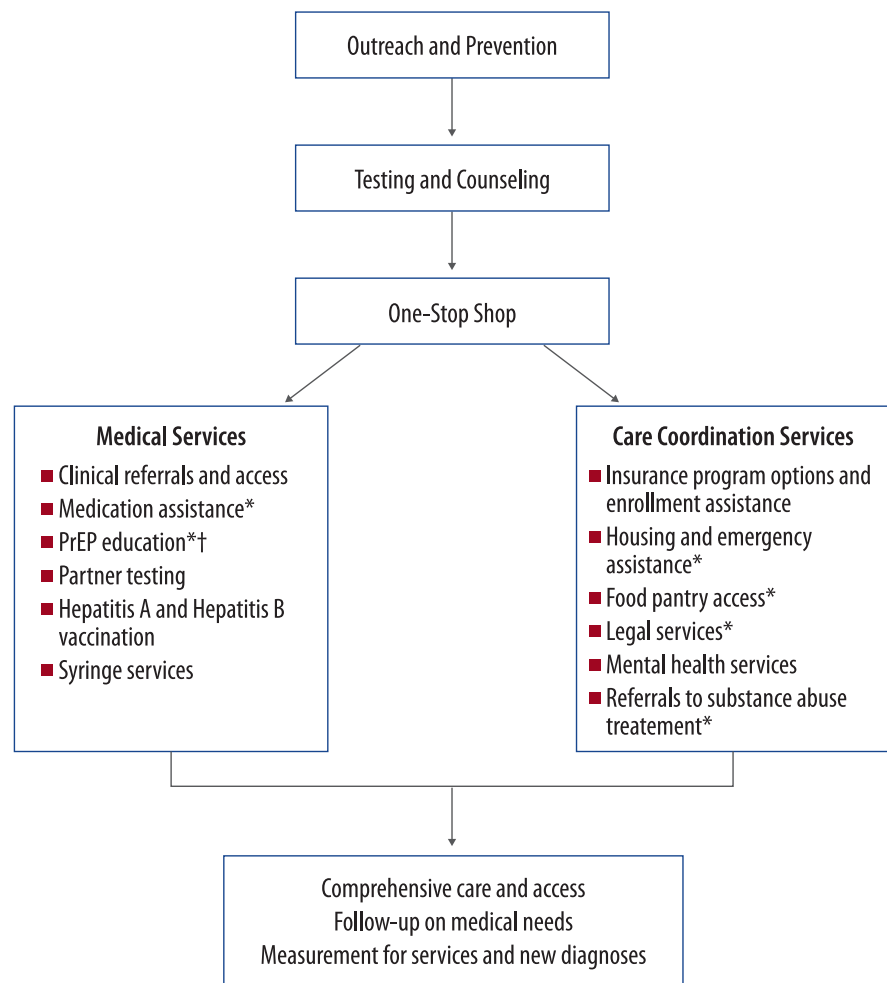 Outreach and Prevention
Testing and Counseling
One-Stop Shop
Medical Services
Clinical referrals and access
Medication assistance*
PrEP education*†
Partner testing
Hepatitis A and Hepatitis B
vaccination
Syringe services
Care Coordination Services
Insurance program options and
enrollment assistance
Housing and emergency
assistance*
Food pantry access*
Legal services*
Mental health services
Referrals to substance abuse
treatement*
Comprehensive care and access
Follow-up on medical needs
Measurement for services and new diagnoses